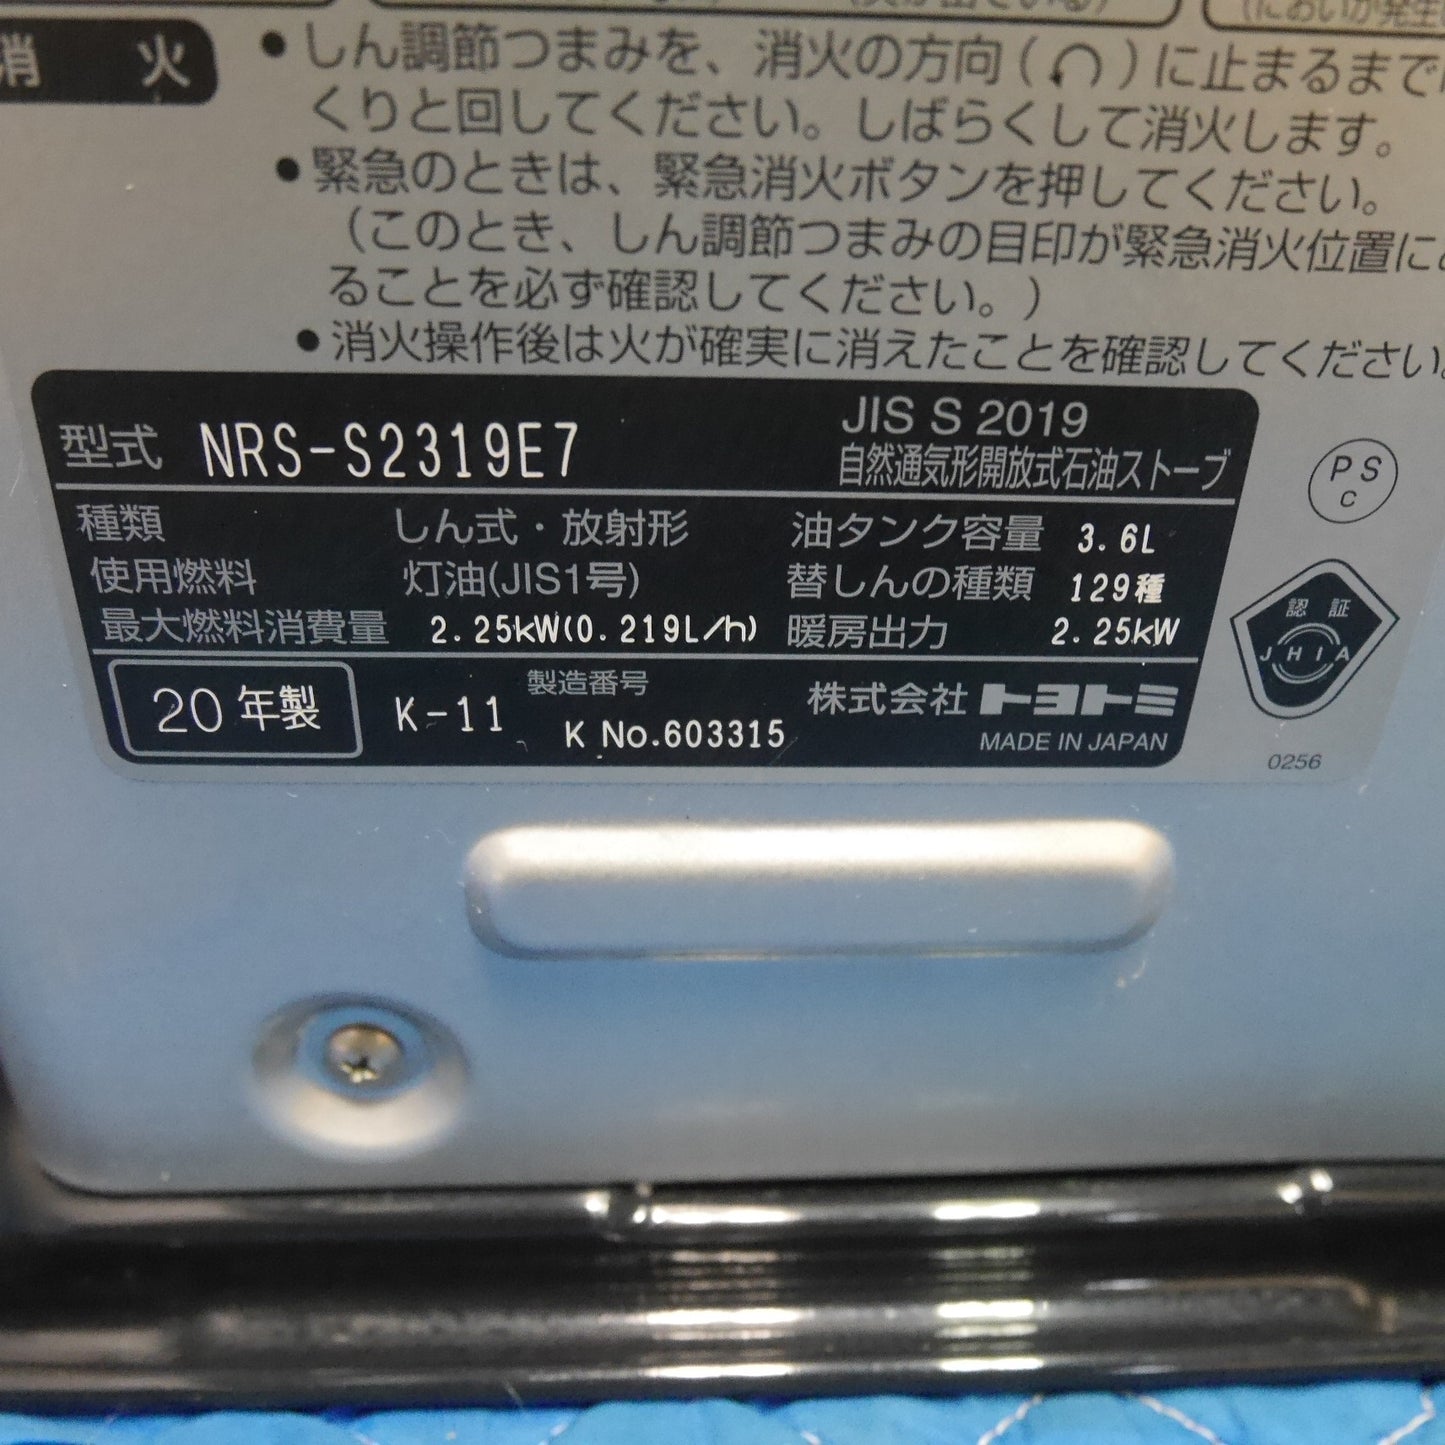 消 火
●しん調節つまみを、消火の方向( )に止まるまで
くりと回してください。しばらくして消火します。
●緊急のときは、緊急消火ボタンを押してください。
(このとき、しん調節つまみの目印が緊急消火位置に
ることを必ず確認してください。)
●消火操作後は火が確実に消えたことを確認してください。
型式 NRS-S2319E7
JIS S 2019
自然通気形開放式石油ストーブ
種類 しん式・放射形 油タンク容量 3.6L
使用燃料 灯油(JIS1号) 替しんの種類 129種
最大燃料消費量 2.25kW(0.219L/h) 暖房出力 2.25kW
20年製 K-11
製造番号
K No.603315
株式会社 トヨトミ
MADE IN JAPAN
PS
C
認 証
JHIA
0256